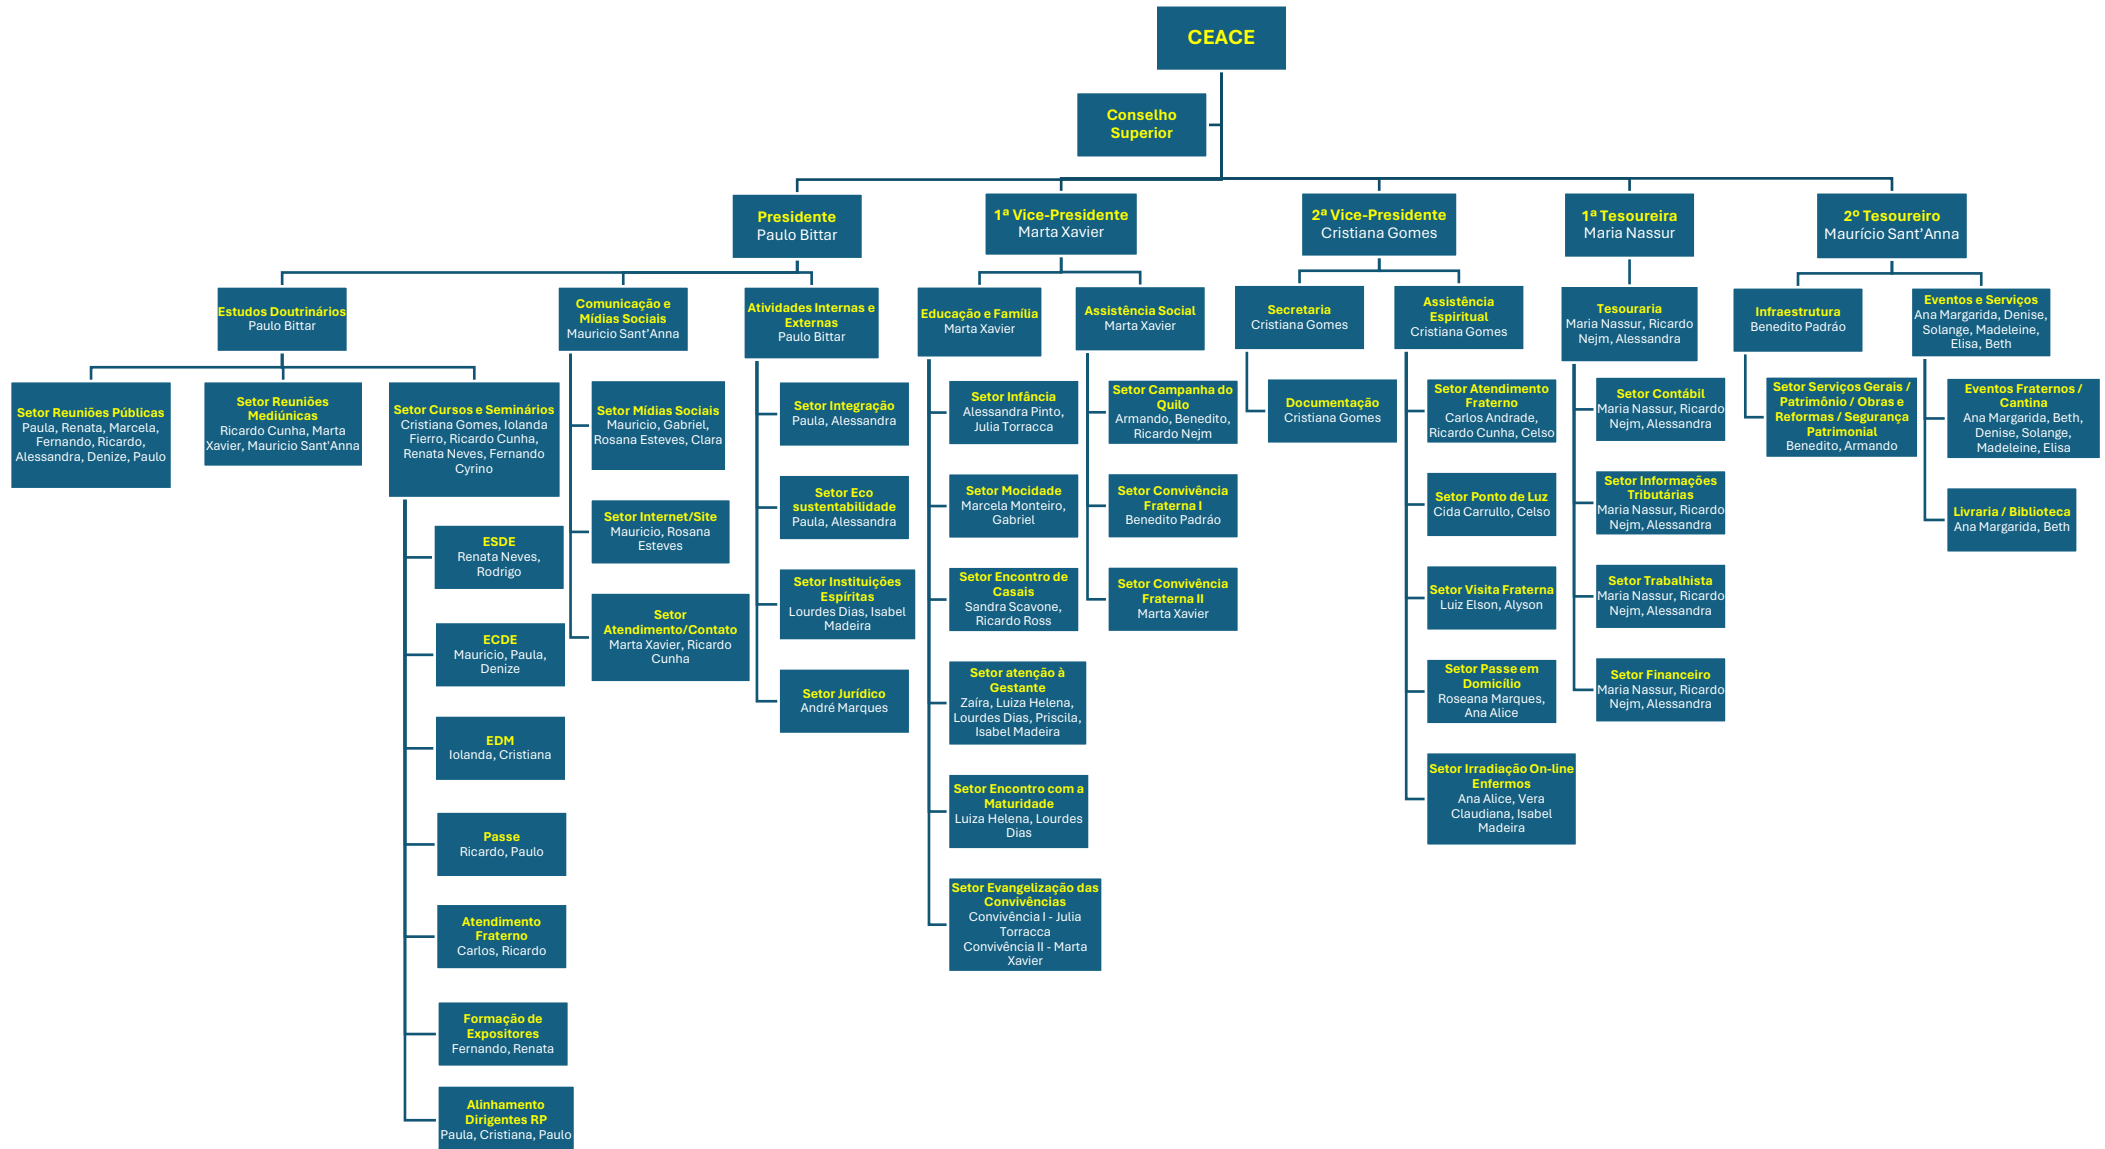 CEACE
Conselho
Superior
Presidente
Paulo Bittar
1ª Vice-Presidente
Marta Xavier
2ª Vice-Presidente
Cristiana Gomes
1ª Tesoureira
Maria Nassur
2º Tesoureiro
Maurício Sant'Anna
Estudos Doutrinários
Paulo Bittar
Comunicação e
Mídias Sociais
Mauricio Sant'Anna
Atividades Internas e
Externas
Paulo Bittar
Educação e Família
Marta Xavier
Assistência Social
Marta Xavier
Secretaria
Cristiana Gomes
Assistência
Espiritual
Cristiana Gomes
Tesouraria
Maria Nassur, Ricardo
Nejm, Alessandra
Infraestrutura
Benedito Padráo
Eventos e Serviços
Ana Margarida, Denise,
Solange, Madeleine,
Elisa, Beth
Setor Reuniões Públicas
Paula, Renata, Marcela,
Fernando, Ricardo,
Alessandra, Denize, Paulo
Setor Reuniões
Mediúnicas
Ricardo Cunha, Marta
Xavier, Mauricio Sant'Anna
Setor Cursos e Seminários
Cristiana Gomes, Iolanda
Fierro, Ricardo Cunha,
Renata Neves, Fernando
Cyrino
ESDE
Renata Neves,
Rodrigo
ECDE
Mauricio, Paula,
Denize
EDM
Iolanda, Cristiana
Passe
Ricardo, Paulo
Atendimento
Fraterno
Carlos, Ricardo
Formação de
Expositores
Fernando, Renata
Alinhamento
Dirigentes RP
Paula, Cristiana, Paulo
Setor Mídias Sociais
Mauricio, Gabriel,
Rosana Esteves, Clara
Setor Internet/Site
Mauricio, Rosana
Esteves
Setor
Atendimento/Contato
Marta Xavier, Ricardo
Cunha
Setor Integração
Paula, Alessandra
Setor Eco
sustentabilidade
Paula, Alessandra
Setor Instituições
Espíritas
Lourdes Dias, Isabel
Madeira
Setor Jurídico
André Marques
Setor Infância
Alessandra Pinto,
Julia Torracca
Setor Mocidade
Marcela Monteiro,
Gabriel
Setor Encontro de
Casais
Sandra Scavone,
Ricardo Ross
Setor atenção à
Gestante
Zaíra, Luiza Helena,
Lourdes Dias, Priscila,
Isabel Madeira
Setor Encontro com a
Maturidade
Luiza Helena, Lourdes
Dias
Setor Evangelização das
Convivências
Convivência I - Julia
Torracca
Convivência II - Marta
Xavier
Setor Campanha do
Quilo
Armando, Benedito,
Ricardo Nejm
Setor Convivência
Fraterna I
Benedito Padráo
Setor Convivência
Fraterna II
Marta Xavier
Documentação
Cristiana Gomes
Setor Atendimento
Fraterno
Carlos Andrade,
Ricardo Cunha, Celso
Setor Ponto de Luz
Cida Carrullo, Celso
Setor Visita Fraterna
Luiz Elson, Alyson
Setor Passe em
Domicílio
Roseana Marques,
Ana Alice
Setor Irradiação On-line
Enfermos
Ana Alice, Vera
Claudiana, Isabel
Madeira
Setor Contábil
Maria Nassur, Ricardo
Nejm, Alessandra
Setor Informações
Tributárias
Maria Nassur, Ricardo
Nejm, Alessandra
Setor Trabalhista
Maria Nassur, Ricardo
Nejm, Alessandra
Setor Financeiro
Maria Nassur, Ricardo
Nejm, Alessandra
Setor Serviços Gerais /
Patrimônio / Obras e
Reformas / Segurança
Patrimonial
Benedito, Armando
Eventos Fraternos /
Cantina
Ana Margarida, Beth,
Denise, Solange,
Madeleine, Elisa
Livraria / Biblioteca
Ana Margarida, Beth